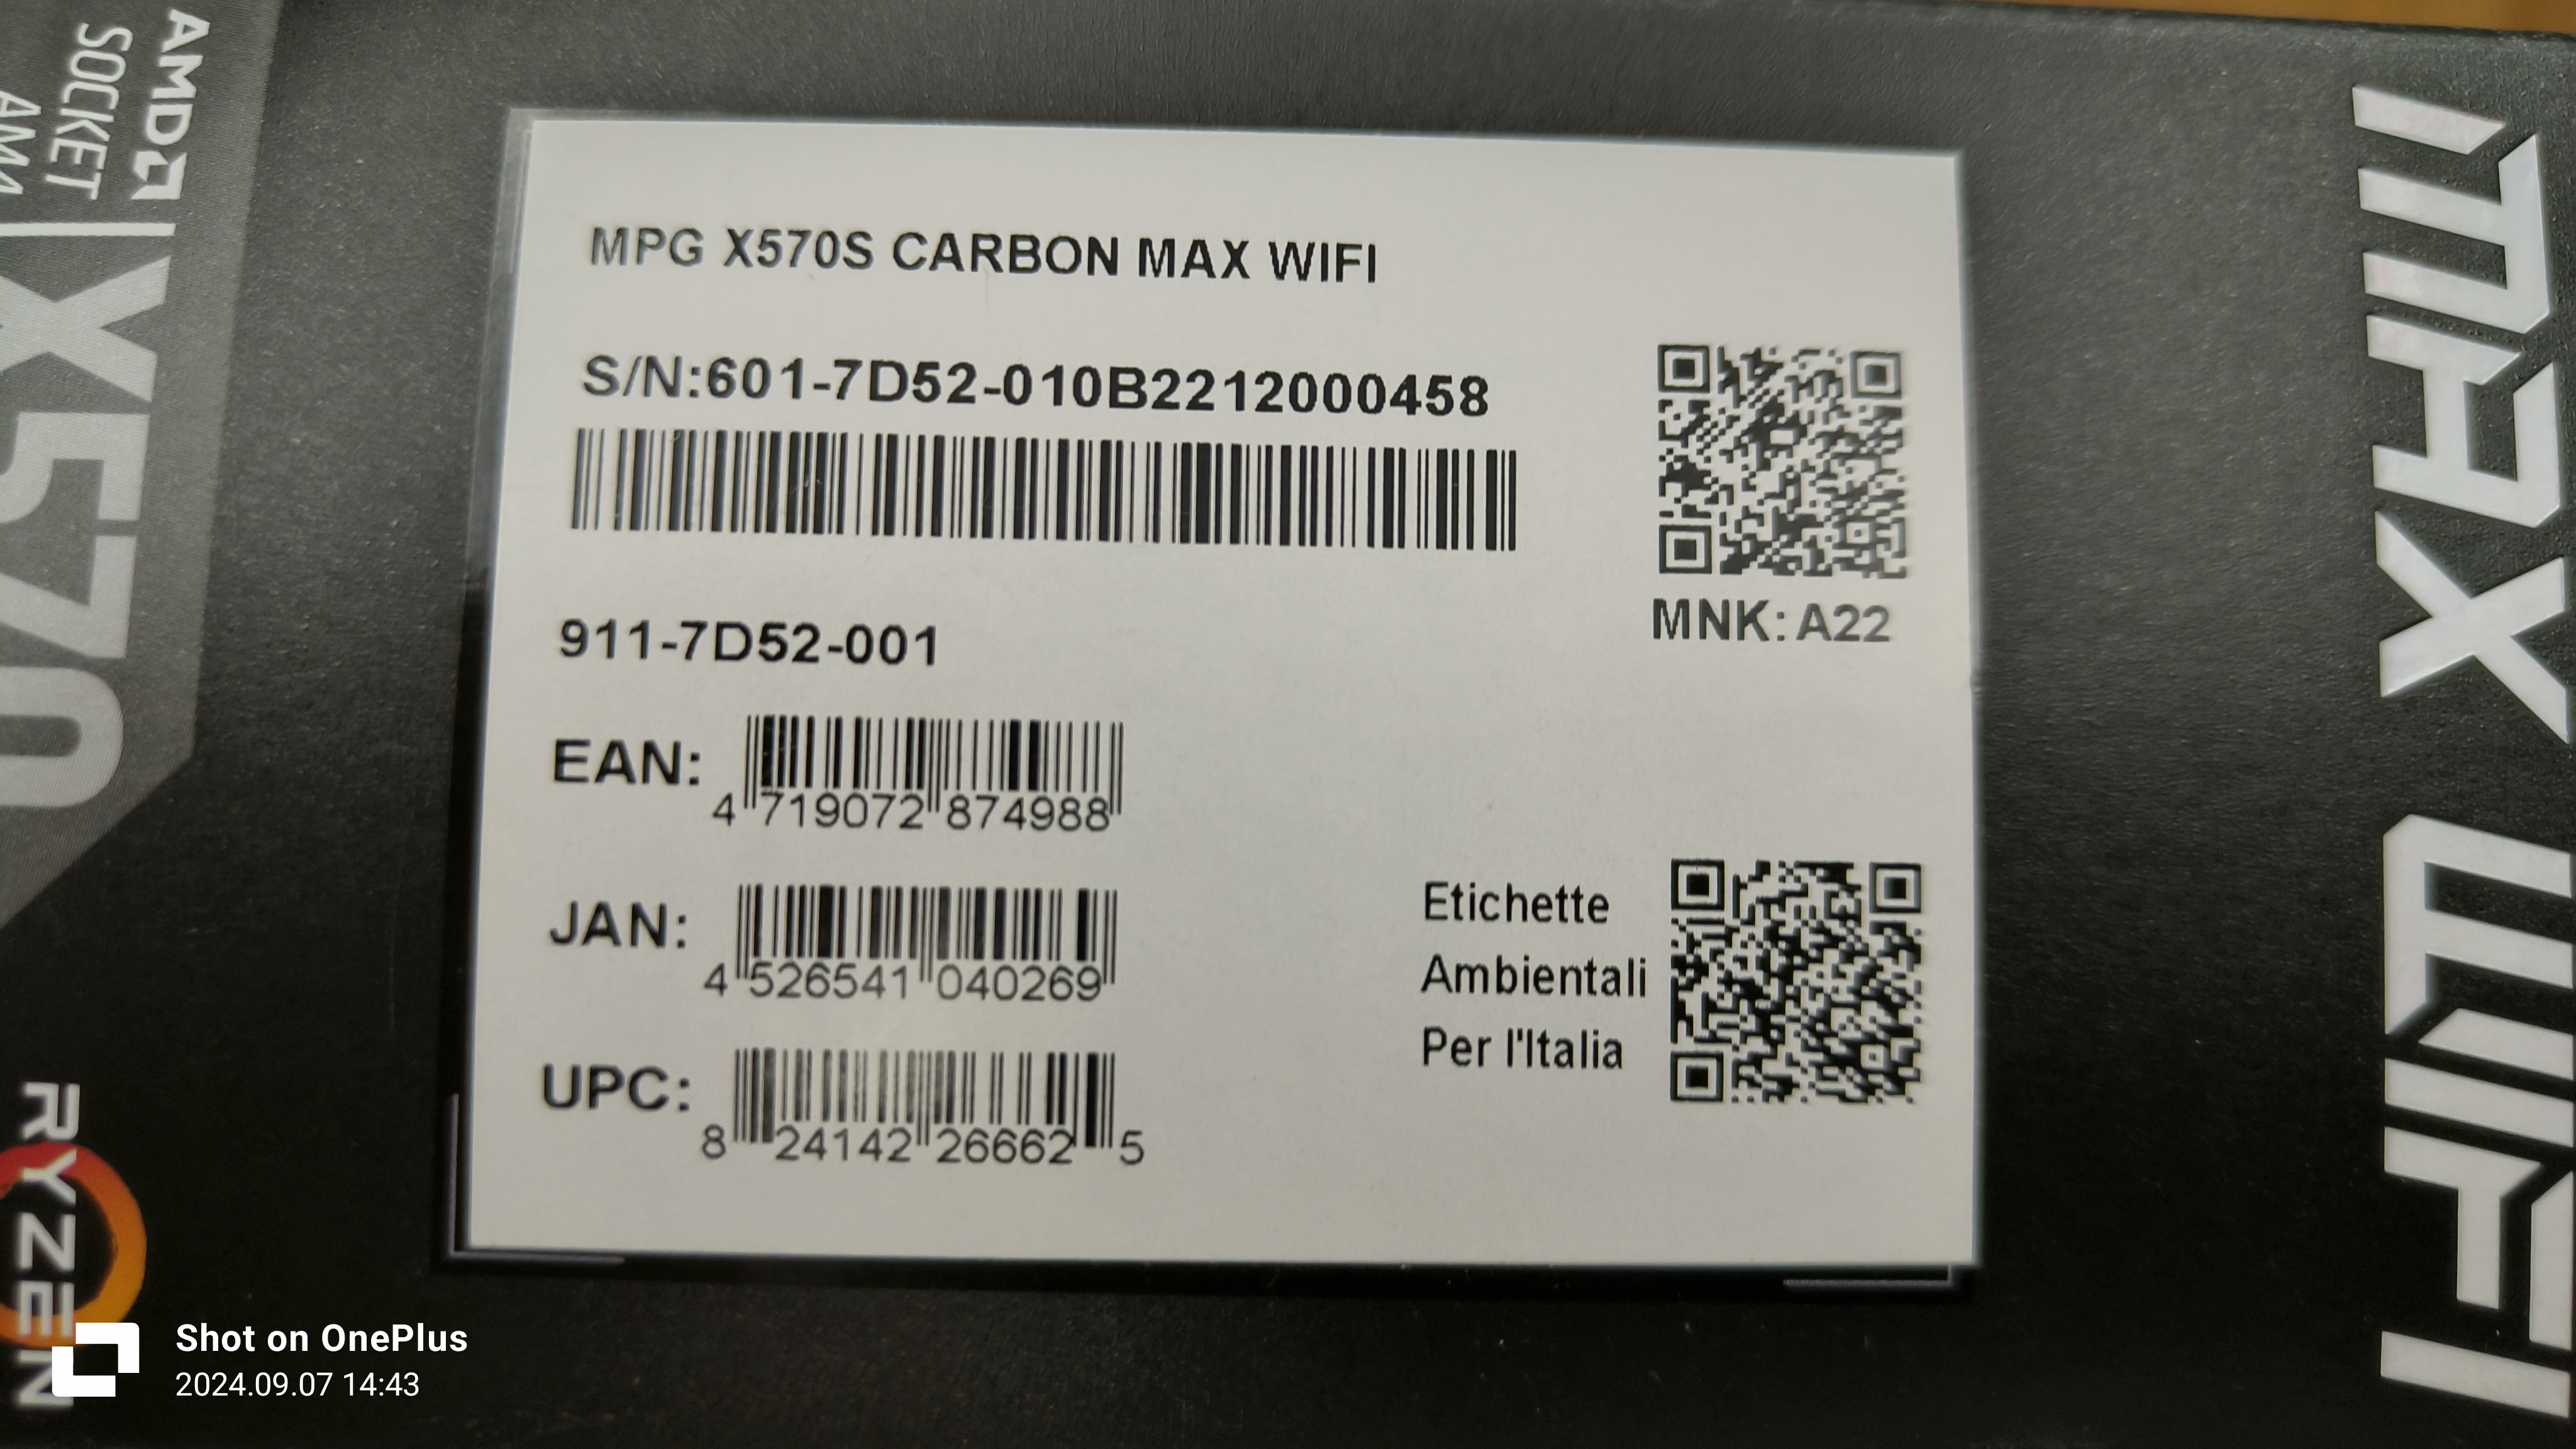 AMD
SOCKET
AM4
X570
RYZEN
MPG X570S CARBON MAX WIFI
S/N:601-7D52-010B2212000458
911-7D52-001
MNK: A22
EAN:
4 719072 874988
JAN:
4 526541 040269
UPC:
8 24142 26662 5
Etichette
Ambientali
Per l'Italia
MAX WIFI
Shot on OnePlus
2024.09.07 14:43